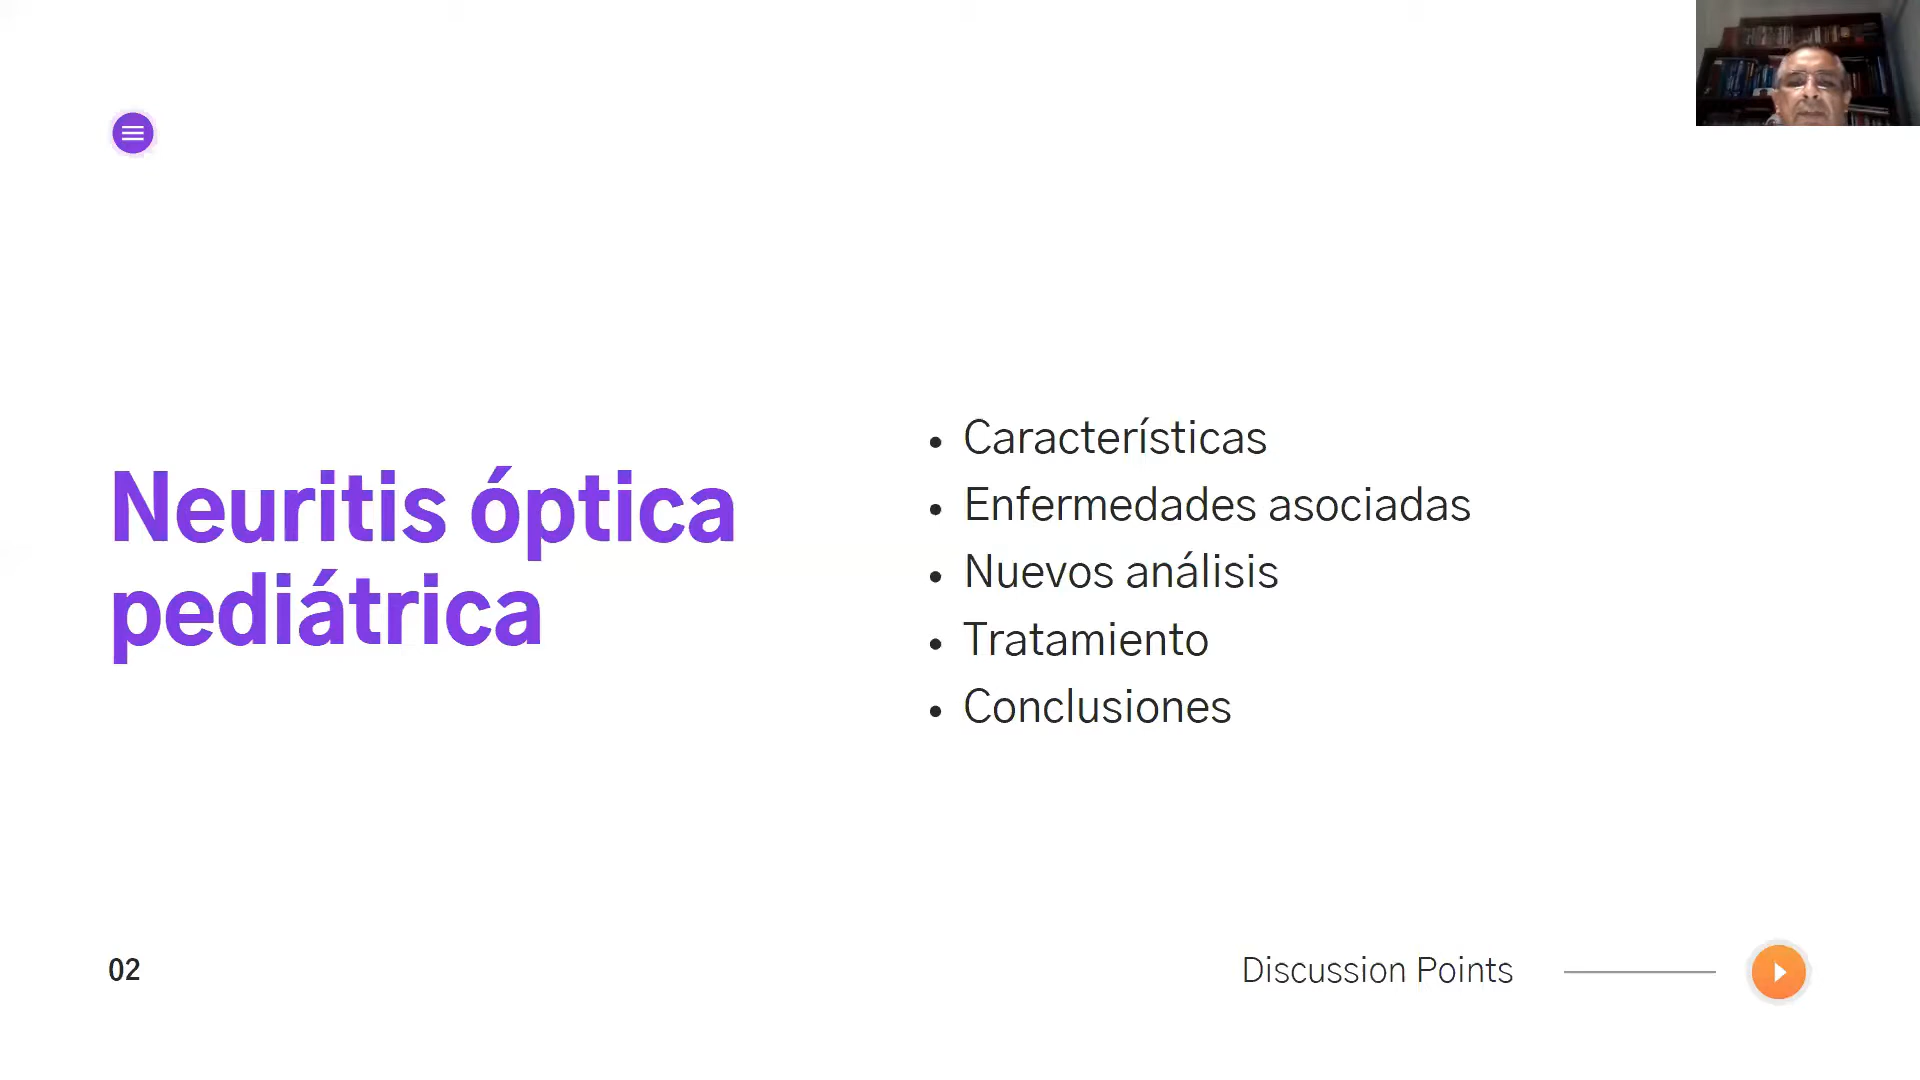 Neuritis óptica
pediátrica
• Características
• Enfermedades asociadas
• Nuevos análisis
• Tratamiento
• Conclusiones
02
Discussion Points